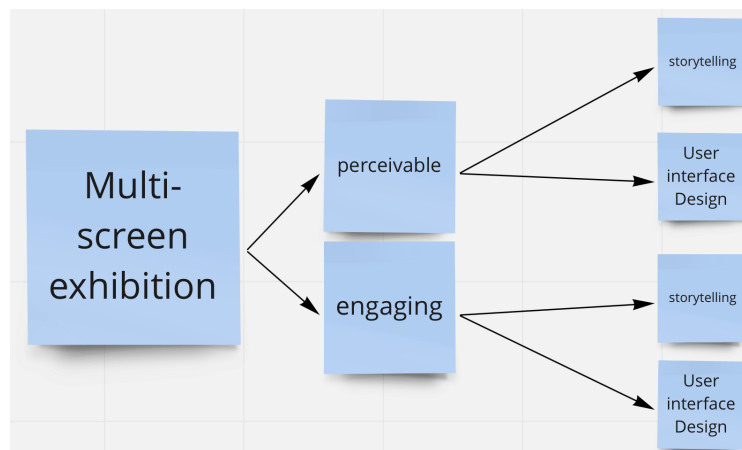 Multi-
screen
exhibition
perceivable
engaging
storytelling
User
interface
Design
storytelling
User
interface
Design